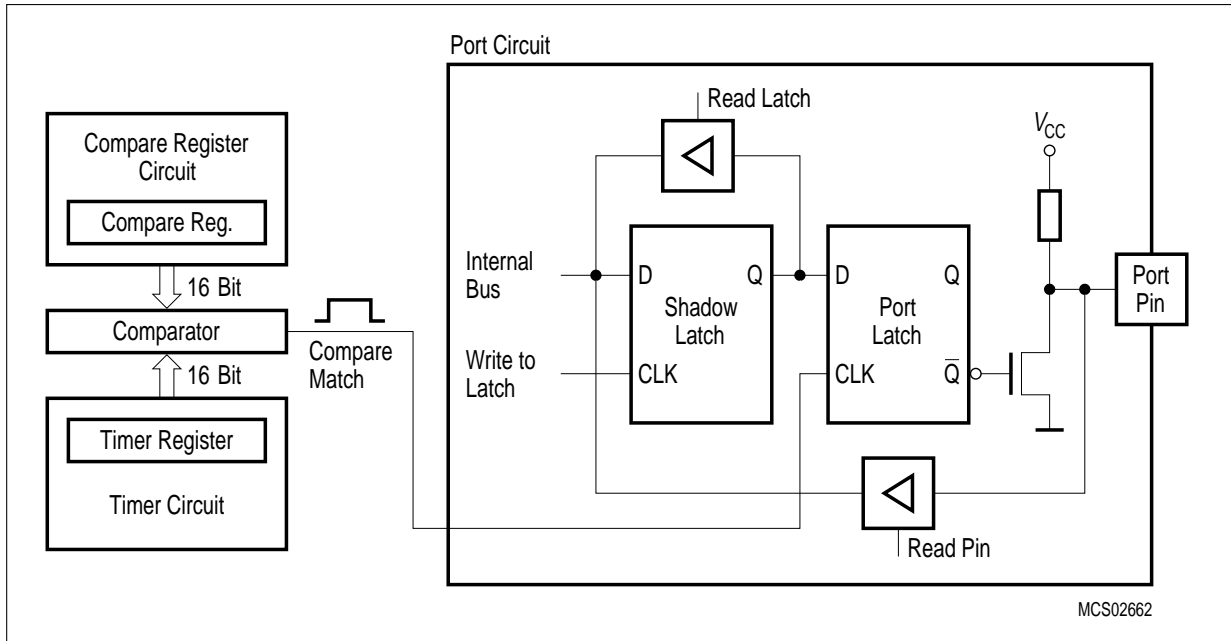 Port Circuit
Compare Register
Circuit
Compare Reg.
16 Bit
Comparator
16 Bit
Timer Register
Timer Circuit
Compare
Match
Read Latch
Internal
Bus
Write to
Latch
D
Q
Shadow
Latch
CLK
D
Q
Port
Latch
CLK
Q̅
VCC
Port
Pin
Read Pin
MCS02662